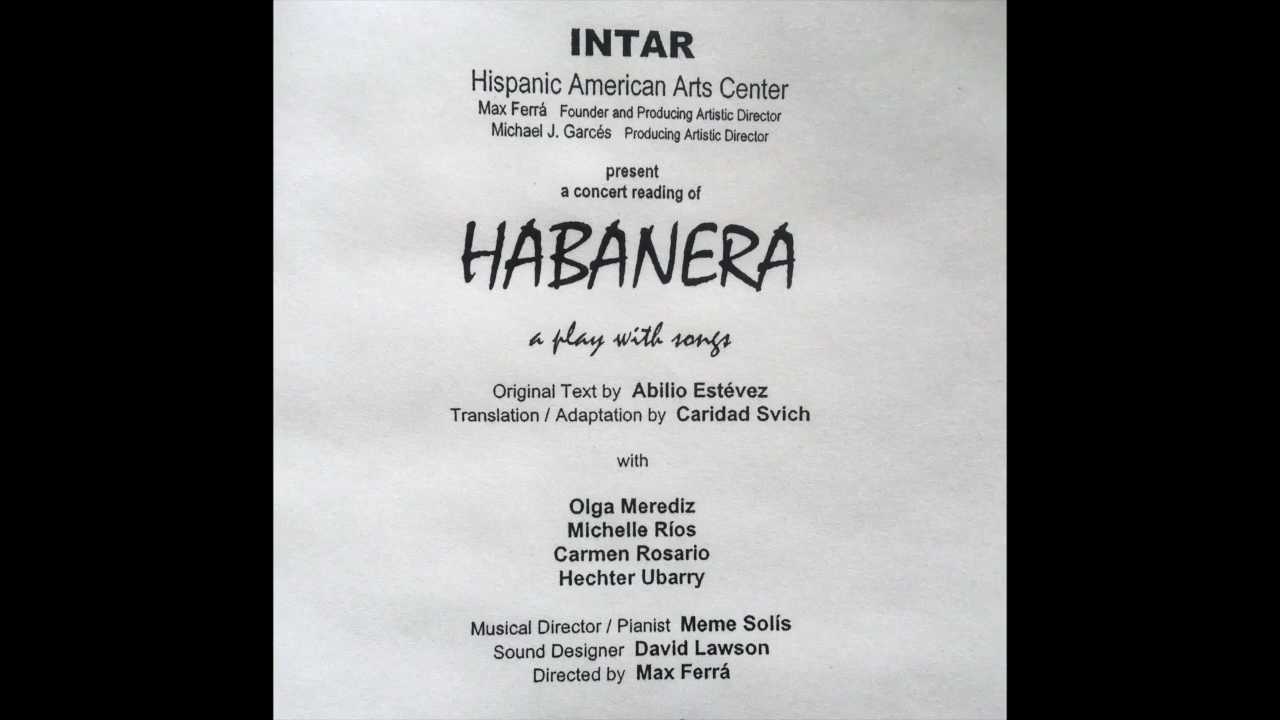 INTAR
Hispanic American Arts Center
Max Ferrá Founder and Producing Artistic Director
Michael J. Garcés Producing Artistic Director
present
a concert reading of
HABANERA
a play with songs
Original Text by Abilio Estévez
Translation / Adaptation by Caridad Svich
with
Olga Merediz
Michelle Ríos
Carmen Rosario
Hechter Ubarry
Musical Director / Pianist Meme Solís
Sound Designer David Lawson
Directed by Max Ferrá